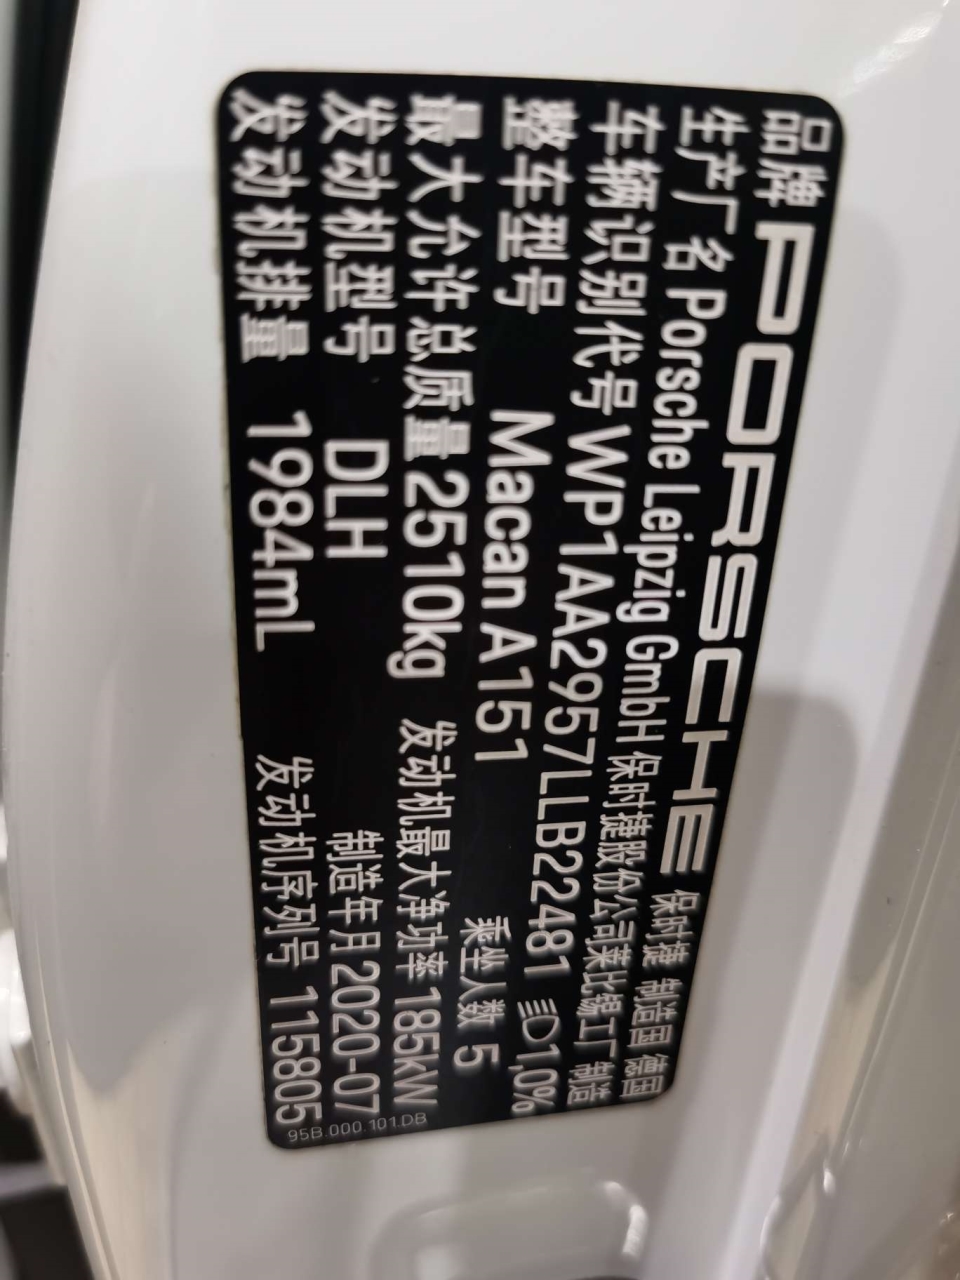 品牌 PORSCHE 保时捷 制造国 德国
生产厂名 Porsche Leipzig GmbH 保时捷股份公司莱比锡工厂 制造
车辆识别代号 WP1AA2957LLB22481 1,0%
整车型号 Macan A151 乘坐人数 5
最大允许总质量 2510kg 发动机最大净功率 185kW
发动机型号 DLH 制造年月 2020-07
发动机排量 1984mL 发动机序列号 115805
95B.000.101.DB